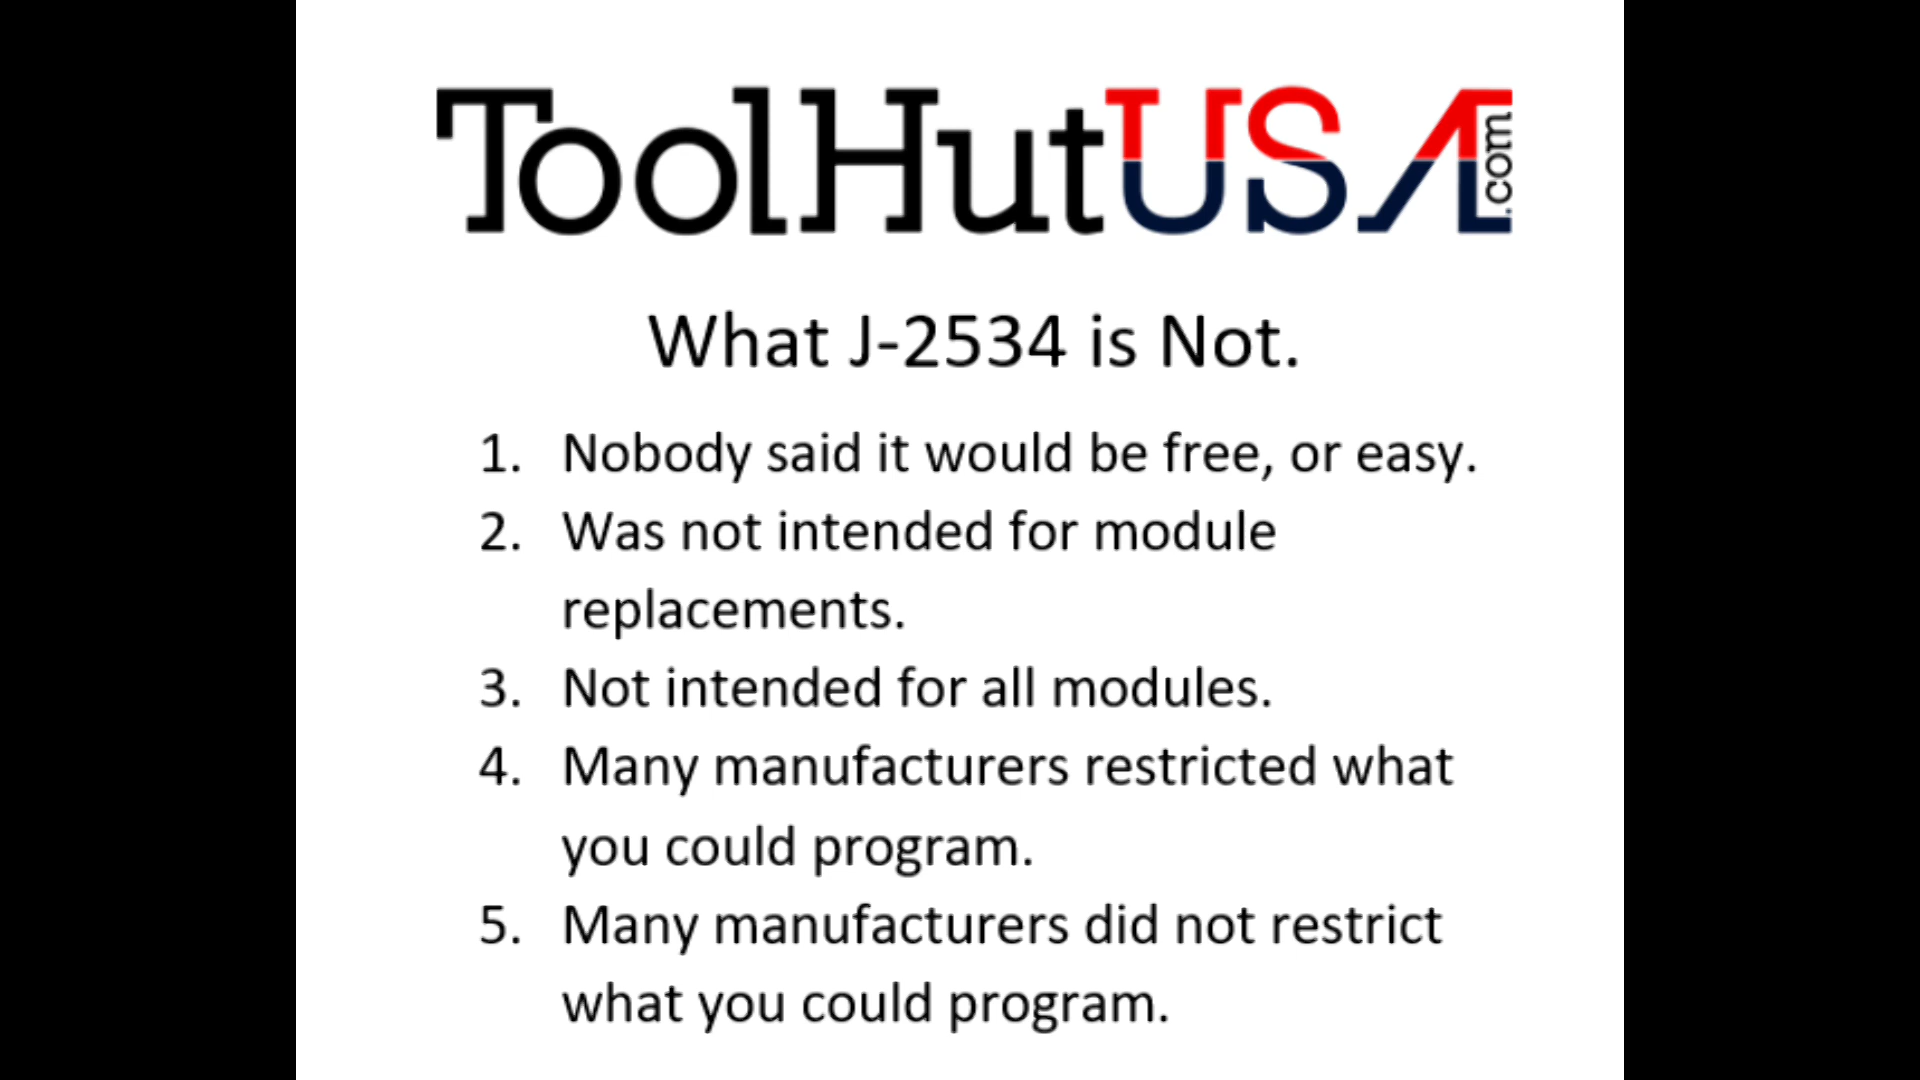 ToolHutUSA.com
What J-2534 is Not.
1. Nobody said it would be free, or easy.
2. Was not intended for module
replacements.
3. Not intended for all modules.
4. Many manufacturers restricted what
you could program.
5. Many manufacturers did not restrict
what you could program.